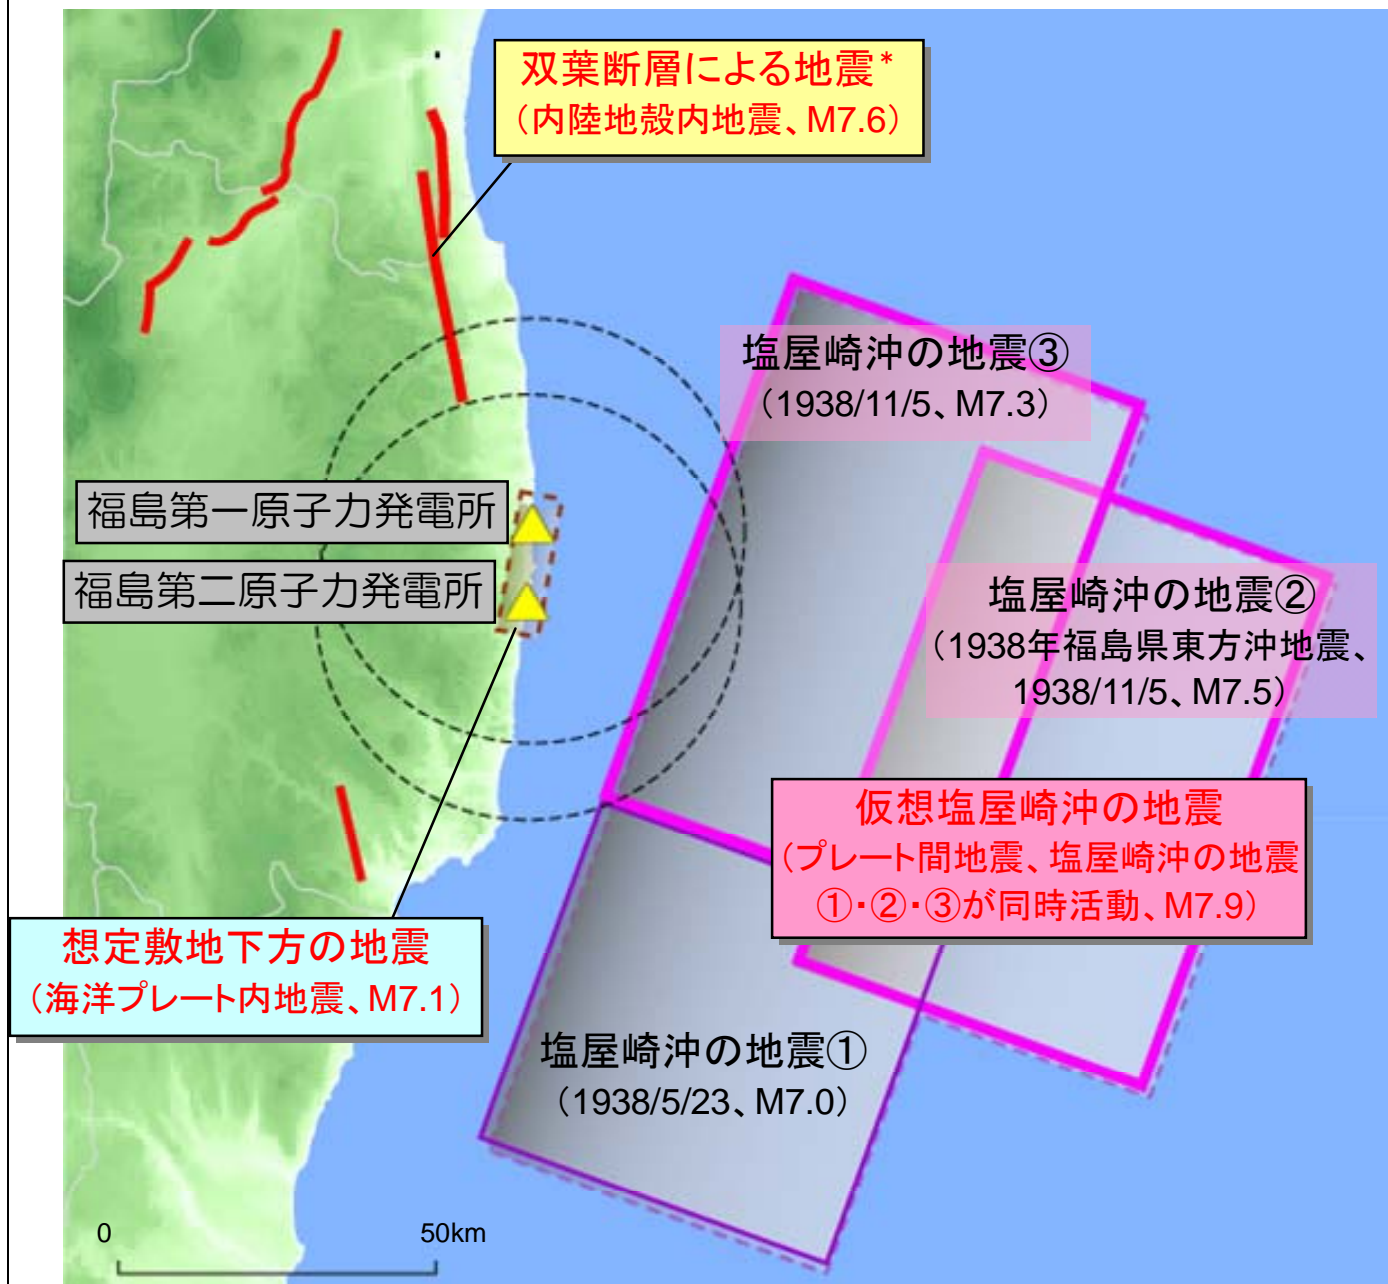 双葉断層による地震*
(内陸地殻内地震、M7.6)
塩屋崎沖の地震③
(1938/11/5、M7.3)
福島第一原子力発電所
福島第二原子力発電所
塩屋崎沖の地震②
(1938年福島県東方沖地震、
1938/11/5、M7.5)
仮想塩屋崎沖の地震
(プレート間地震、塩屋崎沖の地震
①・②・③が同時活動、M7.9)
想定敷地下方の地震
(海洋プレート内地震、M7.1)
塩屋崎沖の地震①
(1938/5/23、M7.0)
0 50km